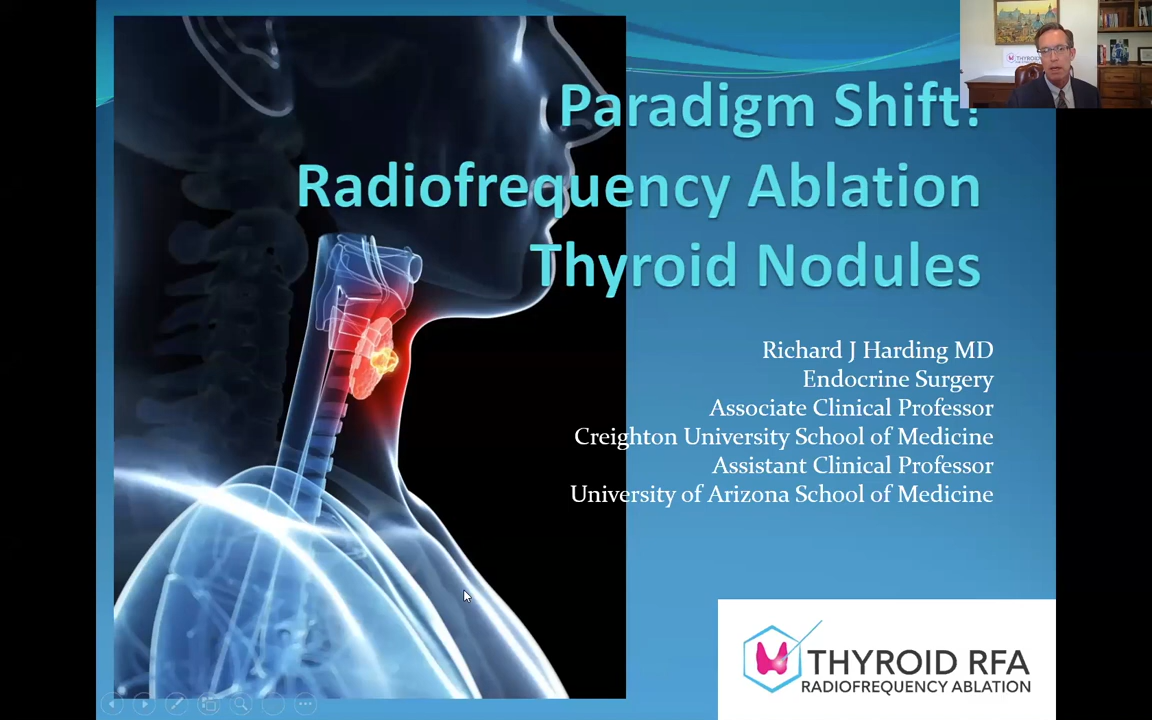 Paradigm Shift!
Radiofrequency Ablation
Thyroid Nodules
Richard J Harding MD
Endocrine Surgery
Associate Clinical Professor
Creighton University School of Medicine
Assistant Clinical Professor
University of Arizona School of Medicine
THYROID RFA
RADIOFREQUENCY ABLATION